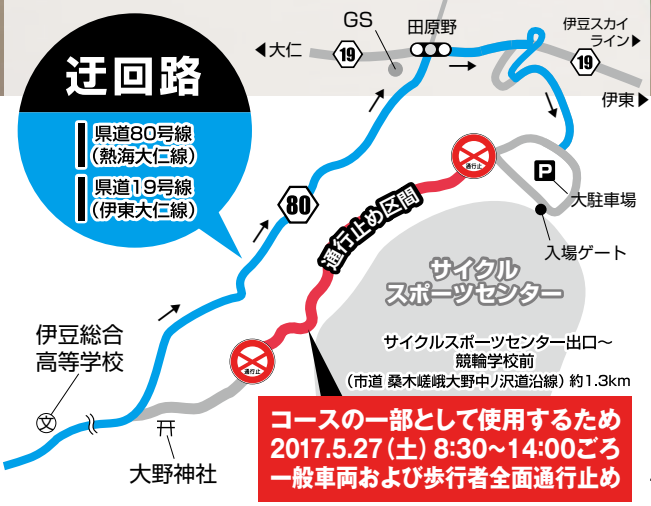 GS
田原野
伊豆スカイ
ライン▶
◀大仁
19
19
伊東▶
迂回路
県道80号線
(熱海大仁線)
県道19号線
(伊東大仁線)
80
通行止
P
大駐車場
通行止め区間
入場ゲート
サイクル
スポーツセンター
伊豆総合
高等学校
文
通行止
サイクルスポーツセンター出口～
競輪学校前
(市道 桑木嵯峨大野中ノ沢道沿線) 約1.3km
大野神社
コースの一部として使用するため
2017.5.27(土) 8:30～14:00ごろ
一般車両および歩行者全面通行止め